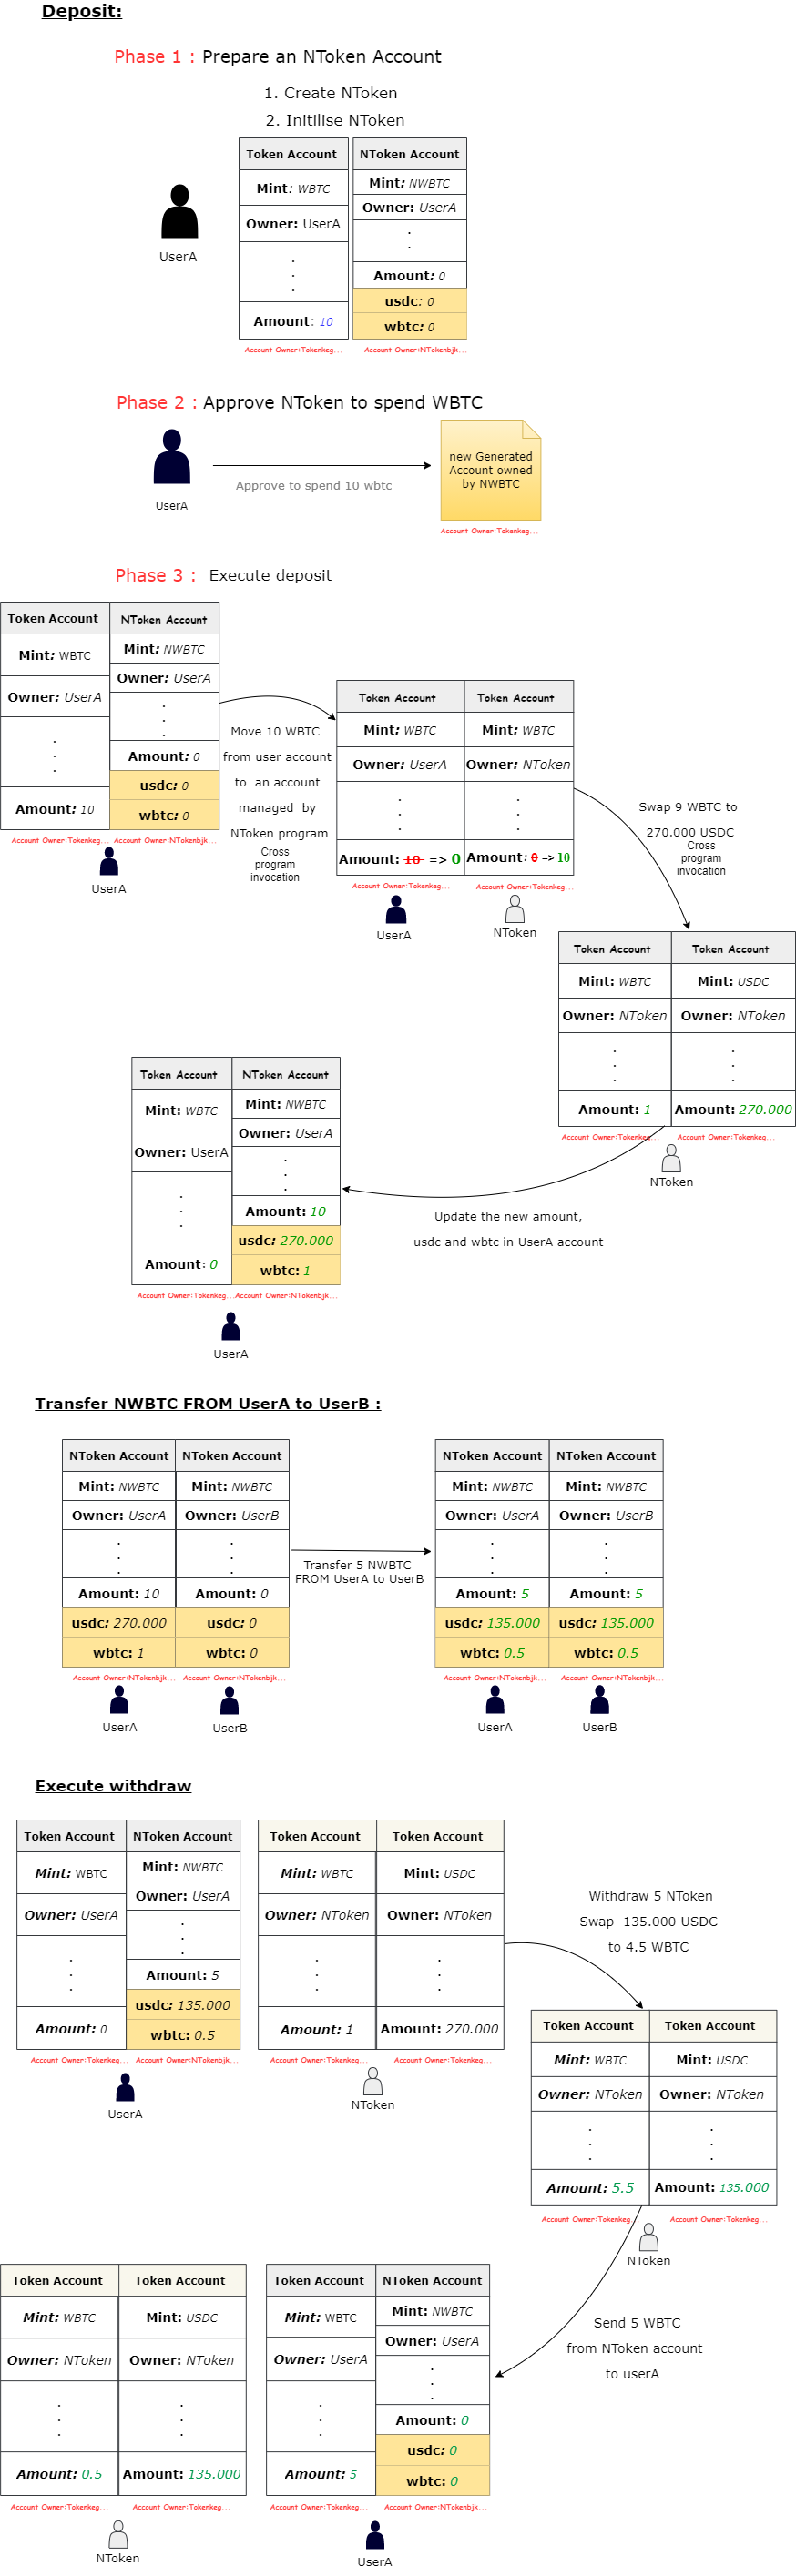 Deposit:
Phase 1 : Prepare an NToken Account
1. Create NToken
2. Initilise NToken
Token Account
NToken Account
Mint: WBTC
Mint: NWBTC
Owner: UserA
Owner: UserA
.
.
.
.
.
Amount: 0
Amount: 10
usdc: 0
wbtc: 0
UserA
Account Owner:Tokenkeg...
Account Owner:NTokenbjk...
Phase 2 : Approve NToken to spend WBTC
UserA
Approve to spend 10 wbtc
new Generated
Account owned
by NWBTC
Account Owner:Tokenkeg...
Phase 3 : Execute deposit
Token Account
NToken Account
Mint: WBTC
Mint: NWBTC
Owner: UserA
Owner: UserA
.
.
.
.
.
.
Amount: 10
Amount: 0
usdc: 0
wbtc: 0
Account Owner:Tokenkeg...
Account Owner:NTokenbjk...
UserA
Move 10 WBTC
from user account
to an account
managed by
NToken program
Cross
program
invocation
Token Account
Token Account
Mint: WBTC
Mint: WBTC
Owner: UserA
Owner: NToken
.
.
.
.
.
.
Amount: 10 => 0
Amount: 0 => 10
Account Owner:Tokenkeg...
Account Owner:Tokenkeg...
UserA
NToken
Swap 9 WBTC to
270.000 USDC
Cross
program
invocation
Token Account
Token Account
Mint: WBTC
Mint: USDC
Owner: NToken
Owner: NToken
.
.
.
.
.
.
Amount: 1
Amount: 270.000
Account Owner:Tokenkeg...
Account Owner:Tokenkeg...
NToken
Update the new amount,
usdc and wbtc in UserA account
Token Account
NToken Account
Mint: WBTC
Mint: NWBTC
Owner: UserA
Owner: UserA
.
.
.
.
.
.
Amount: 0
Amount: 10
usdc: 270.000
wbtc: 1
Account Owner:Tokenkeg...
Account Owner:NTokenbjk...
UserA
Transfer NWBTC FROM UserA to UserB :
NToken Account
NToken Account
Mint: NWBTC
Mint: NWBTC
Owner: UserA
Owner: UserB
.
.
.
.
.
.
Amount: 10
Amount: 0
usdc: 270.000
usdc: 0
wbtc: 1
wbtc: 0
Account Owner:NTokenbjk...
Account Owner:NTokenbjk...
UserA
UserB
Transfer 5 NWBTC
FROM UserA to UserB
NToken Account
NToken Account
Mint: NWBTC
Mint: NWBTC
Owner: UserA
Owner: UserB
.
.
.
.
.
.
Amount: 5
Amount: 5
usdc: 135.000
usdc: 135.000
wbtc: 0.5
wbtc: 0.5
Account Owner:NTokenbjk...
Account Owner:NTokenbjk...
UserA
UserB
Execute withdraw
Token Account
NToken Account
Mint: WBTC
Mint: NWBTC
Owner: UserA
Owner: UserA
.
.
.
.
.
.
Amount: 0
Amount: 5
usdc: 135.000
wbtc: 0.5
Account Owner:Tokenkeg...
Account Owner:NTokenbjk...
UserA
Token Account
Token Account
Mint: WBTC
Mint: USDC
Owner: NToken
Owner: NToken
.
.
.
.
.
.
Amount: 1
Amount: 270.000
Account Owner:Tokenkeg...
Account Owner:Tokenkeg...
NToken
Withdraw 5 NToken
Swap 135.000 USDC
to 4.5 WBTC
Token Account
Token Account
Mint: WBTC
Mint: USDC
Owner: NToken
Owner: NToken
.
.
.
.
.
.
Amount: 5.5
Amount: 135.000
Account Owner:Tokenkeg...
Account Owner:Tokenkeg...
NToken
Send 5 WBTC
from NToken account
to userA
Token Account
Token Account
Mint: WBTC
Mint: USDC
Owner: NToken
Owner: NToken
.
.
.
.
.
.
Amount: 0.5
Amount: 135.000
Account Owner:Tokenkeg...
Account Owner:Tokenkeg...
NToken
Token Account
NToken Account
Mint: WBTC
Mint: NWBTC
Owner: UserA
Owner: UserA
.
.
.
.
.
.
Amount: 5
Amount: 0
usdc: 0
wbtc: 0
Account Owner:Tokenkeg...
Account Owner:NTokenbjk...
UserA